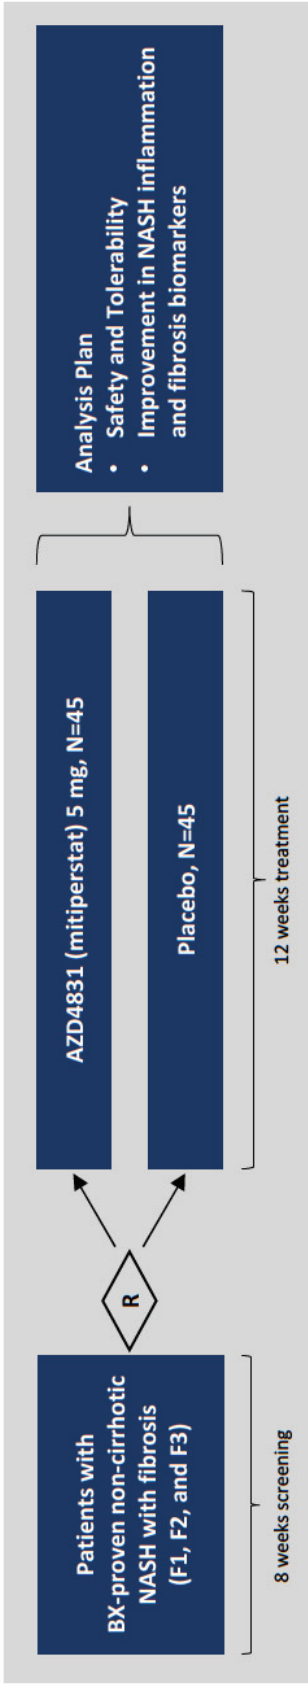 Patients with
BX-proven non-cirrhotic
NASH with fibrosis
(F1, F2, and F3)
8 weeks screening
R
AZD4831 (mitiperstat) 5 mg, N=45
Placebo, N=45
12 weeks treatment
Analysis Plan
• Safety and Tolerability
• Improvement in NASH inflammation
and fibrosis biomarkers